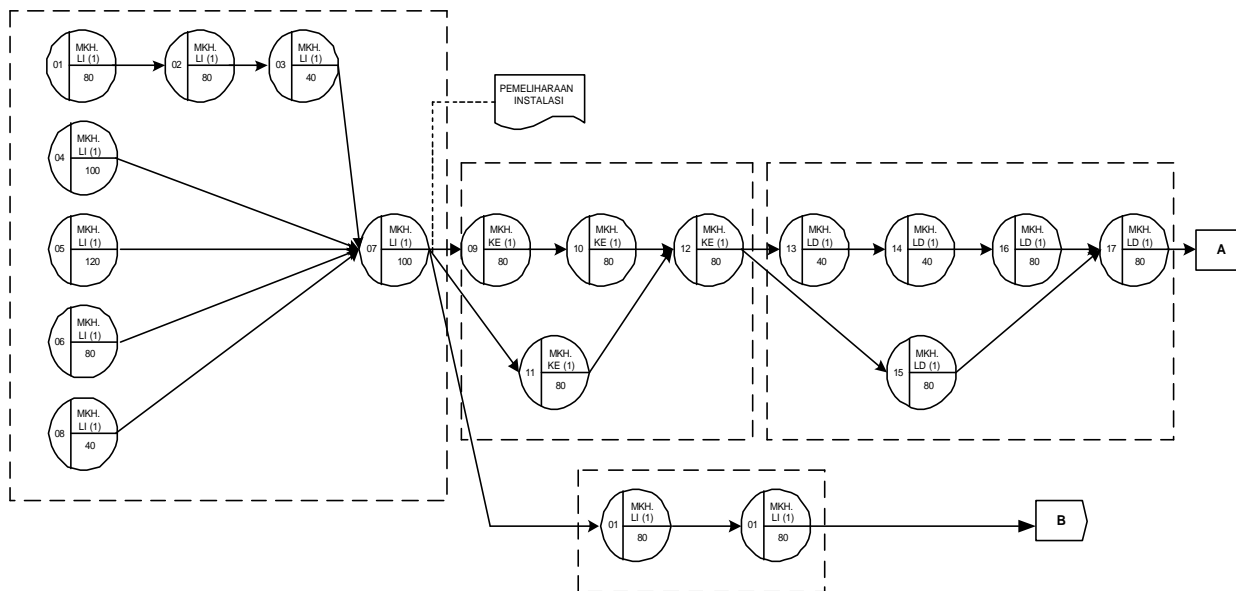 01
MKH.
LI (1)
80
02
MKH.
LI (1)
80
03
MKH.
LI (1)
40
PEMELIHARAAN
INSTALASI
04
MKH.
LI (1)
100
05
MKH.
LI (1)
120
07
MKH.
LI (1)
100
09
MKH.
KE (1)
80
10
MKH.
KE (1)
80
12
MKH.
KE (1)
80
13
MKH.
LD (1)
40
14
MKH.
LD (1)
40
16
MKH.
LD (1)
80
17
MKH.
LD (1)
80
A
06
MKH.
LI (1)
80
11
MKH.
KE (1)
80
15
MKH.
LD (1)
80
08
MKH.
LI (1)
40
01
MKH.
LI (1)
80
01
MKH.
LI (1)
80
B